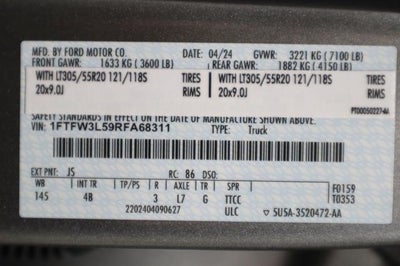 MFD. BY FORD MOTOR CO. DATE: 04/24 GVWR: 3221 KG ( 7100 LB)
FRONT GAWR: 1633 KG ( 3600 LB) REAR GAWR: 1882 KG ( 4150 LB)
WITH LT305/55R20 121/118S TIRES WITH LT305/55R20 121/118S TIRES
20x9.0J RIMS 20x9.0J RIMS
PT00050227-MA
SAFETY STANDARDS IN EFFECT ON THE DATE OF MANUFACTURE SHOWN ABOVE.
VIN: 1FTFW3L59RFA68311 TYPE: Truck
EXT PNT: JS RC: 86 DSO:
WB INT TR TP/PS R AXLE TR SPR F0159
145 4B 3 L7 G TTCC T0353
2202404090627 ULC 5U5A-3520472-AA